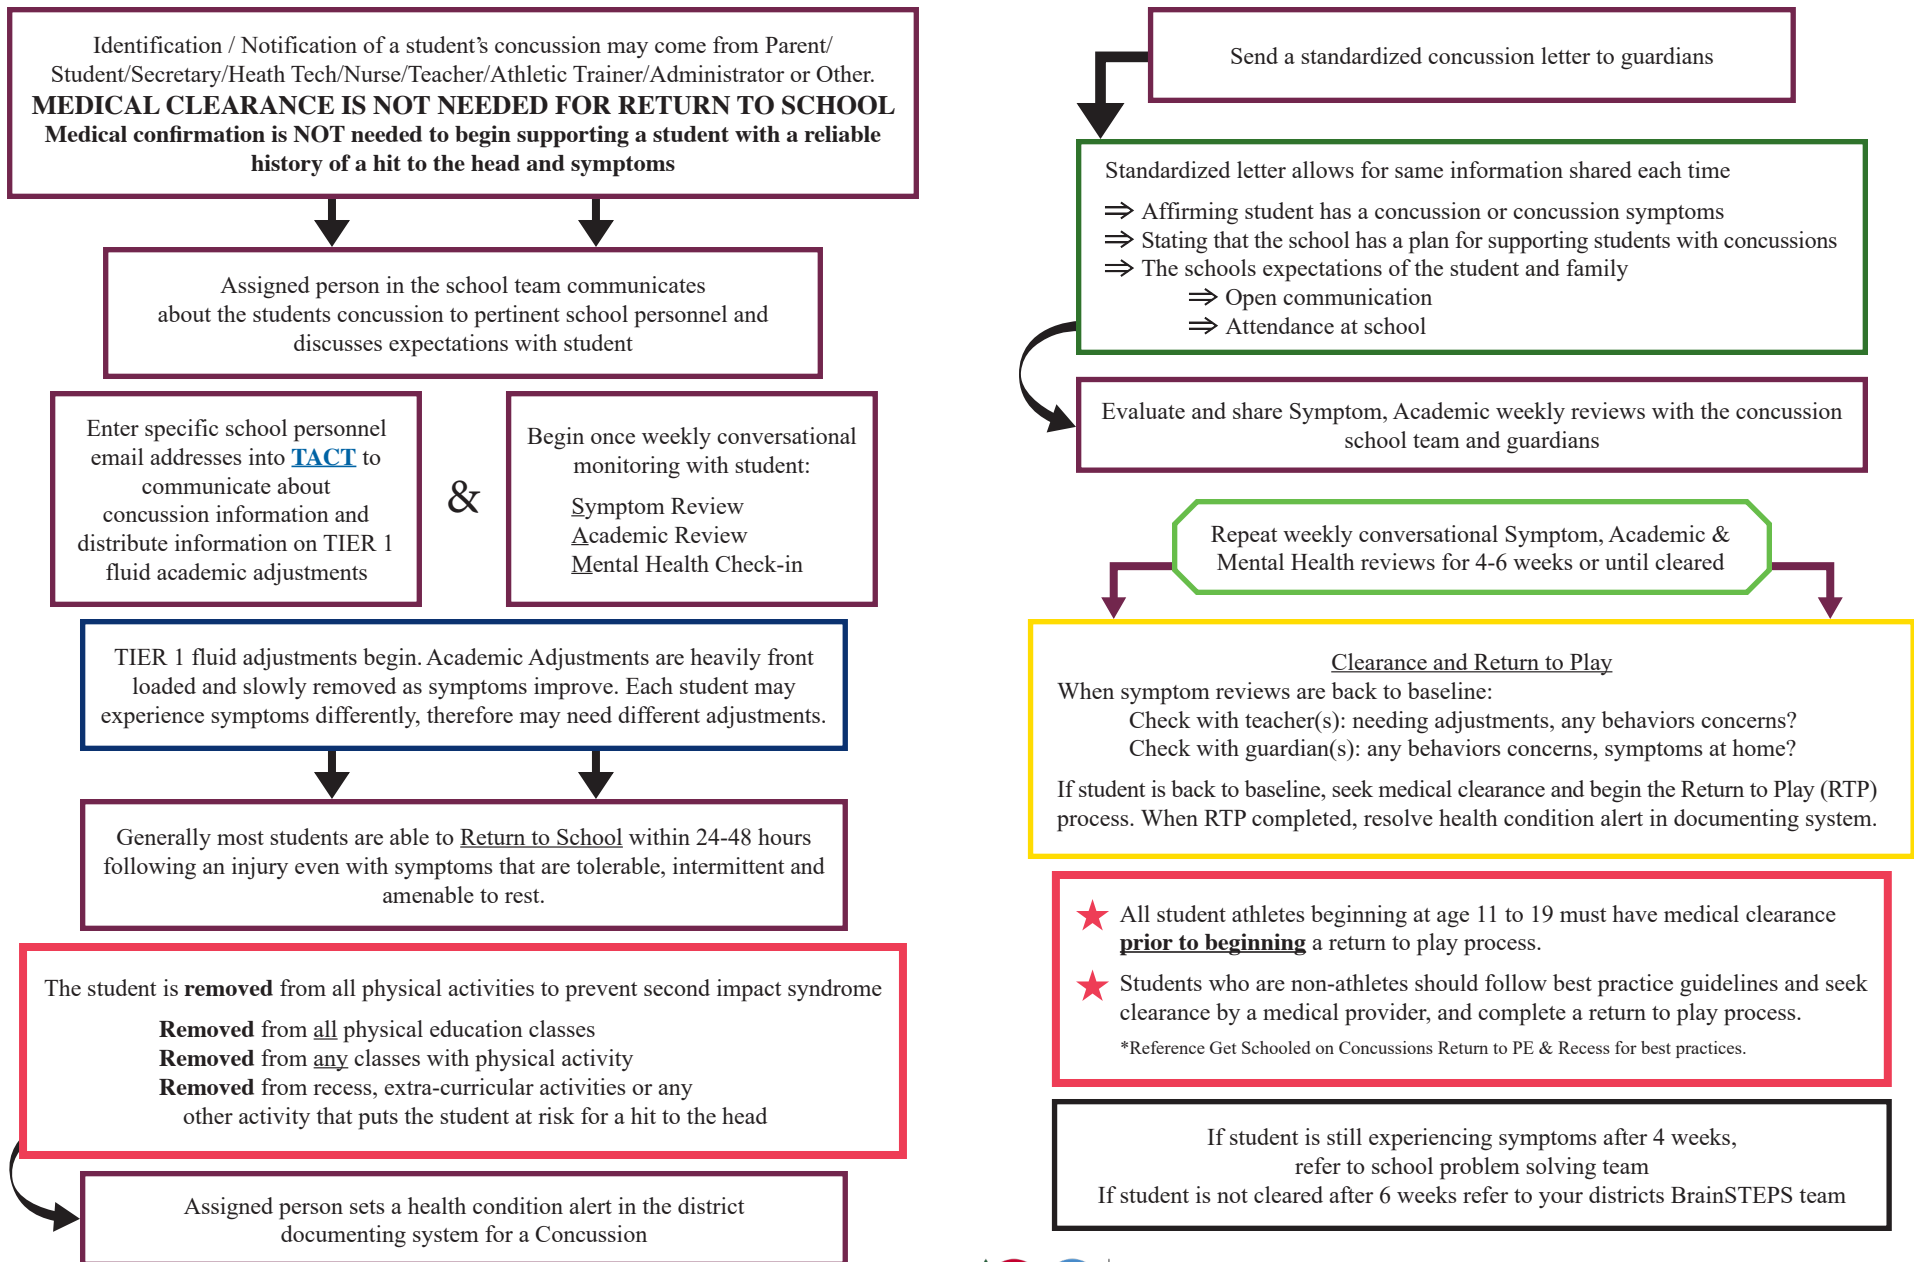 Identification / Notification of a student’s concussion may come from Parent/
Student/Secretary/Heath Tech/Nurse/Teacher/Athletic Trainer/Administrator or Other.
MEDICAL CLEARANCE IS NOT NEEDED FOR RETURN TO SCHOOL
Medical confirmation is NOT needed to begin supporting a student with a reliable
history of a hit to the head and symptoms
Assigned person in the school team communicates
about the students concussion to pertinent school personnel and
discusses expectations with student
Enter specific school personnel
email addresses into TACT to
communicate about
concussion information and
distribute information on TIER 1
fluid academic adjustments
&
Begin once weekly conversational
monitoring with student:
Symptom Review
Academic Review
Mental Health Check-in
TIER 1 fluid adjustments begin. Academic Adjustments are heavily front
loaded and slowly removed as symptoms improve. Each student may
experience symptoms differently, therefore may need different adjustments.
Generally most students are able to Return to School within 24-48 hours
following an injury even with symptoms that are tolerable, intermittent and
amenable to rest.
The student is removed from all physical activities to prevent second impact syndrome
Removed from all physical education classes
Removed from any classes with physical activity
Removed from recess, extra-curricular activities or any
other activity that puts the student at risk for a hit to the head
Assigned person sets a health condition alert in the district
documenting system for a Concussion
Send a standardized concussion letter to guardians
Standardized letter allows for same information shared each time
⇒ Affirming student has a concussion or concussion symptoms
⇒ Stating that the school has a plan for supporting students with concussions
⇒ The schools expectations of the student and family
⇒ Open communication
⇒ Attendance at school
Evaluate and share Symptom, Academic weekly reviews with the concussion
school team and guardians
Repeat weekly conversational Symptom, Academic &
Mental Health reviews for 4-6 weeks or until cleared
Clearance and Return to Play
When symptom reviews are back to baseline:
Check with teacher(s): needing adjustments, any behaviors concerns?
Check with guardian(s): any behaviors concerns, symptoms at home?
If student is back to baseline, seek medical clearance and begin the Return to Play (RTP)
process. When RTP completed, resolve health condition alert in documenting system.
★ All student athletes beginning at age 11 to 19 must have medical clearance
prior to beginning a return to play process.
★ Students who are non-athletes should follow best practice guidelines and seek
clearance by a medical provider, and complete a return to play process.
*Reference Get Schooled on Concussions Return to PE & Recess for best practices.
If student is still experiencing symptoms after 4 weeks,
refer to school problem solving team
If student is not cleared after 6 weeks refer to your districts BrainSTEPS team